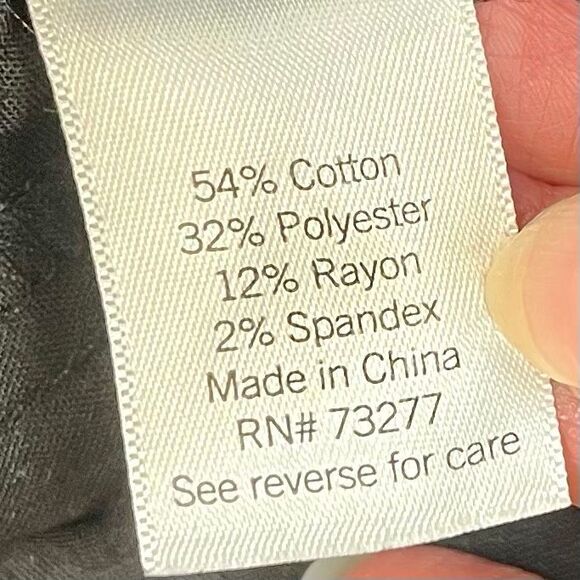 54% Cotton
32% Polyester
12% Rayon
2% Spandex
Made in China
RN# 73277
See reverse for care